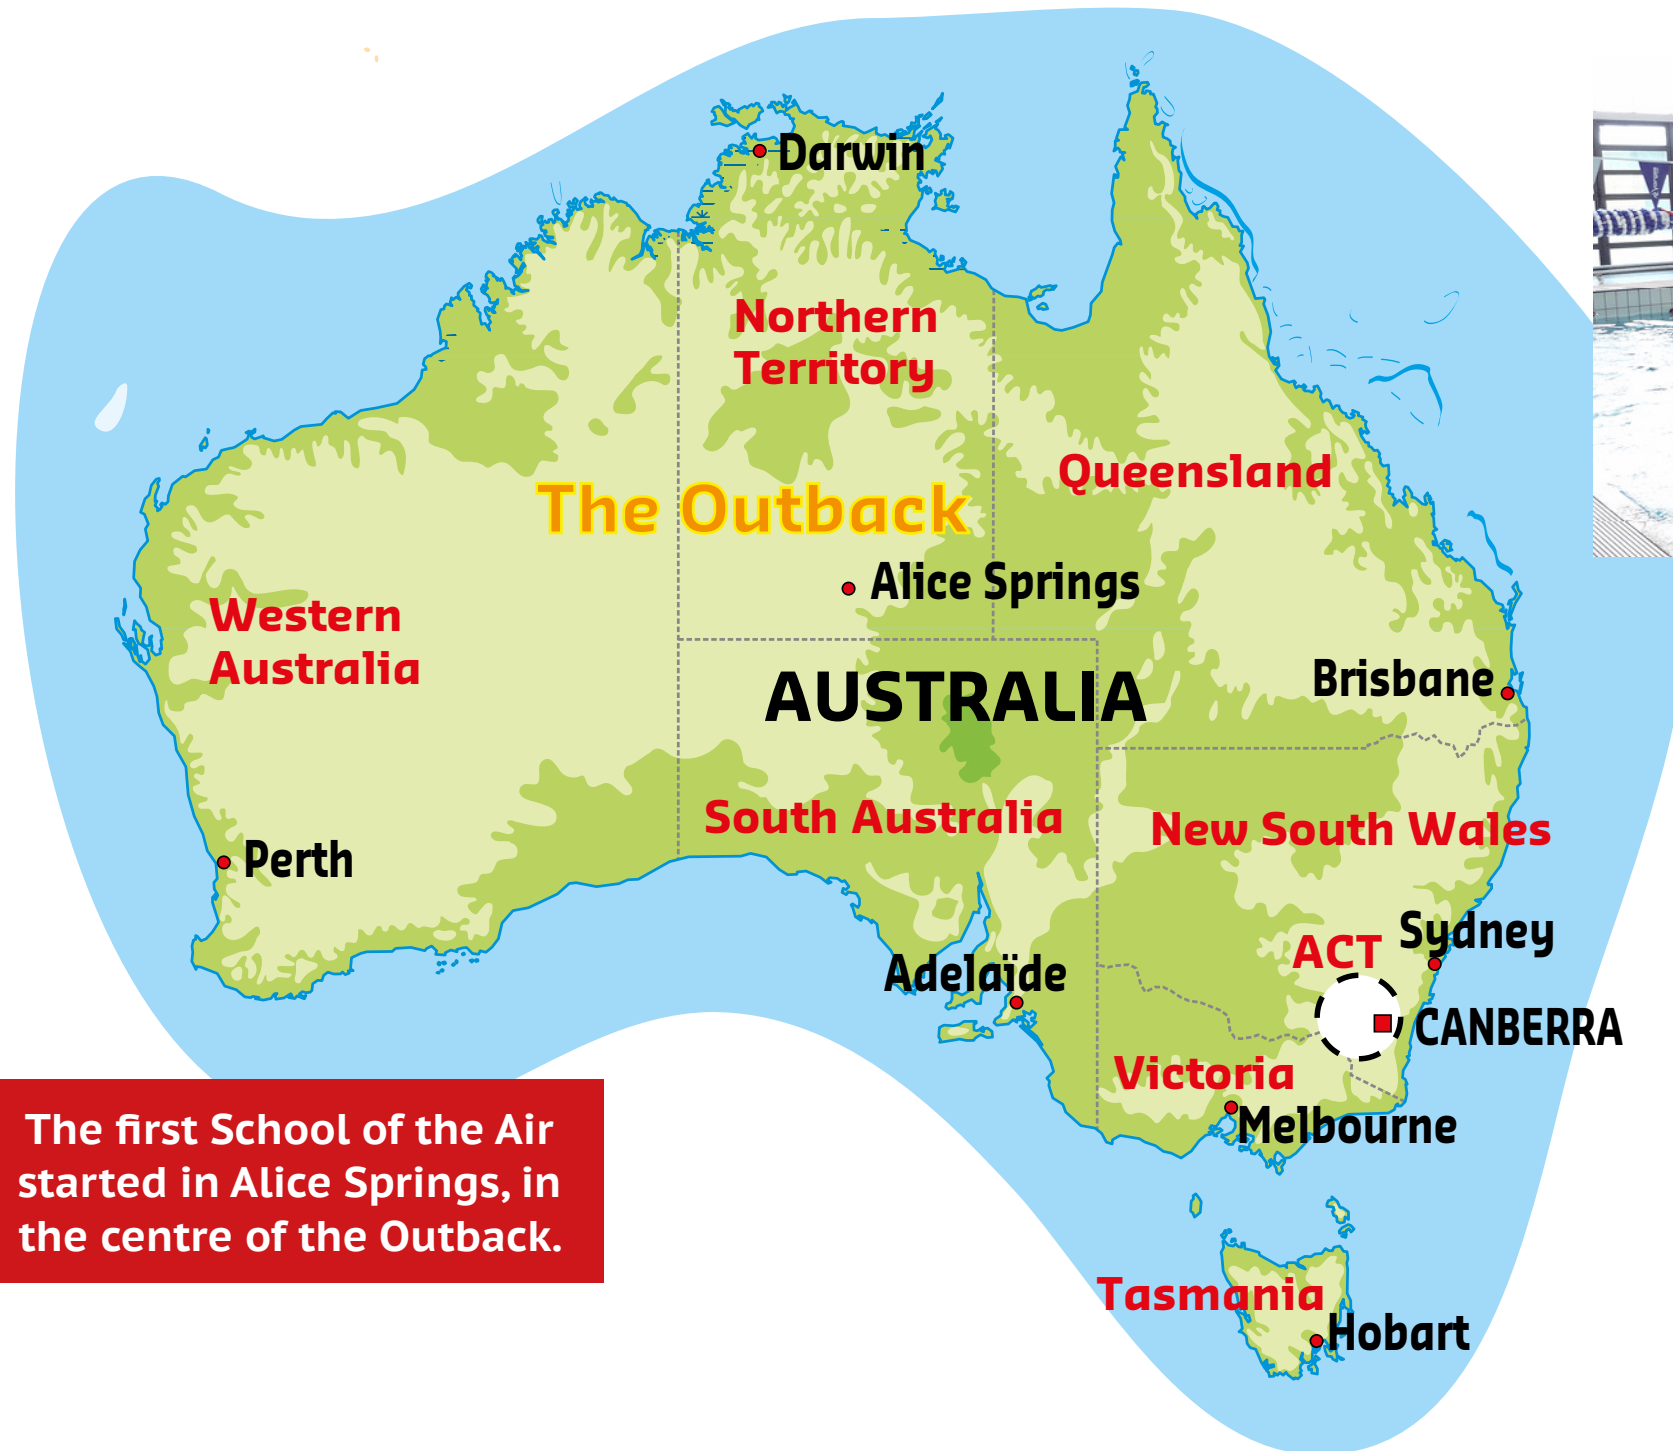 Darwin
Northern
Territory
Queensland
The Outback
Alice Springs
Western
Australia
Brisbane
AUSTRALIA
South Australia
New South Wales
Perth
Sydney
ACT
Adelaïde
CANBERRA
Victoria
Melbourne
The first School of the Air
started in Alice Springs, in
the centre of the Outback.
Tasmania
Hobart